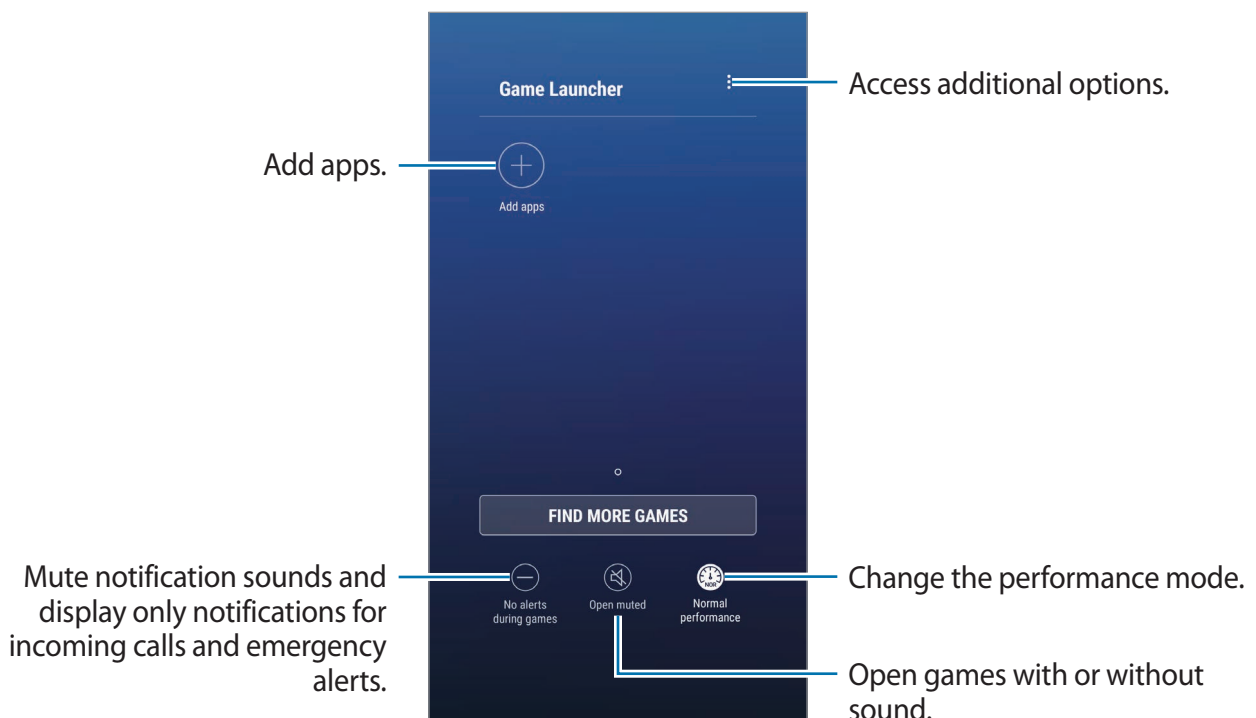 Game Launcher
Access additional options.
Add apps.
Add apps
FIND MORE GAMES
Mute notification sounds and
display only notifications for
incoming calls and emergency
alerts.
No alerts
during games
Open muted
NOR
Normal
performance
Change the performance mode.
Open games with or without
sound.